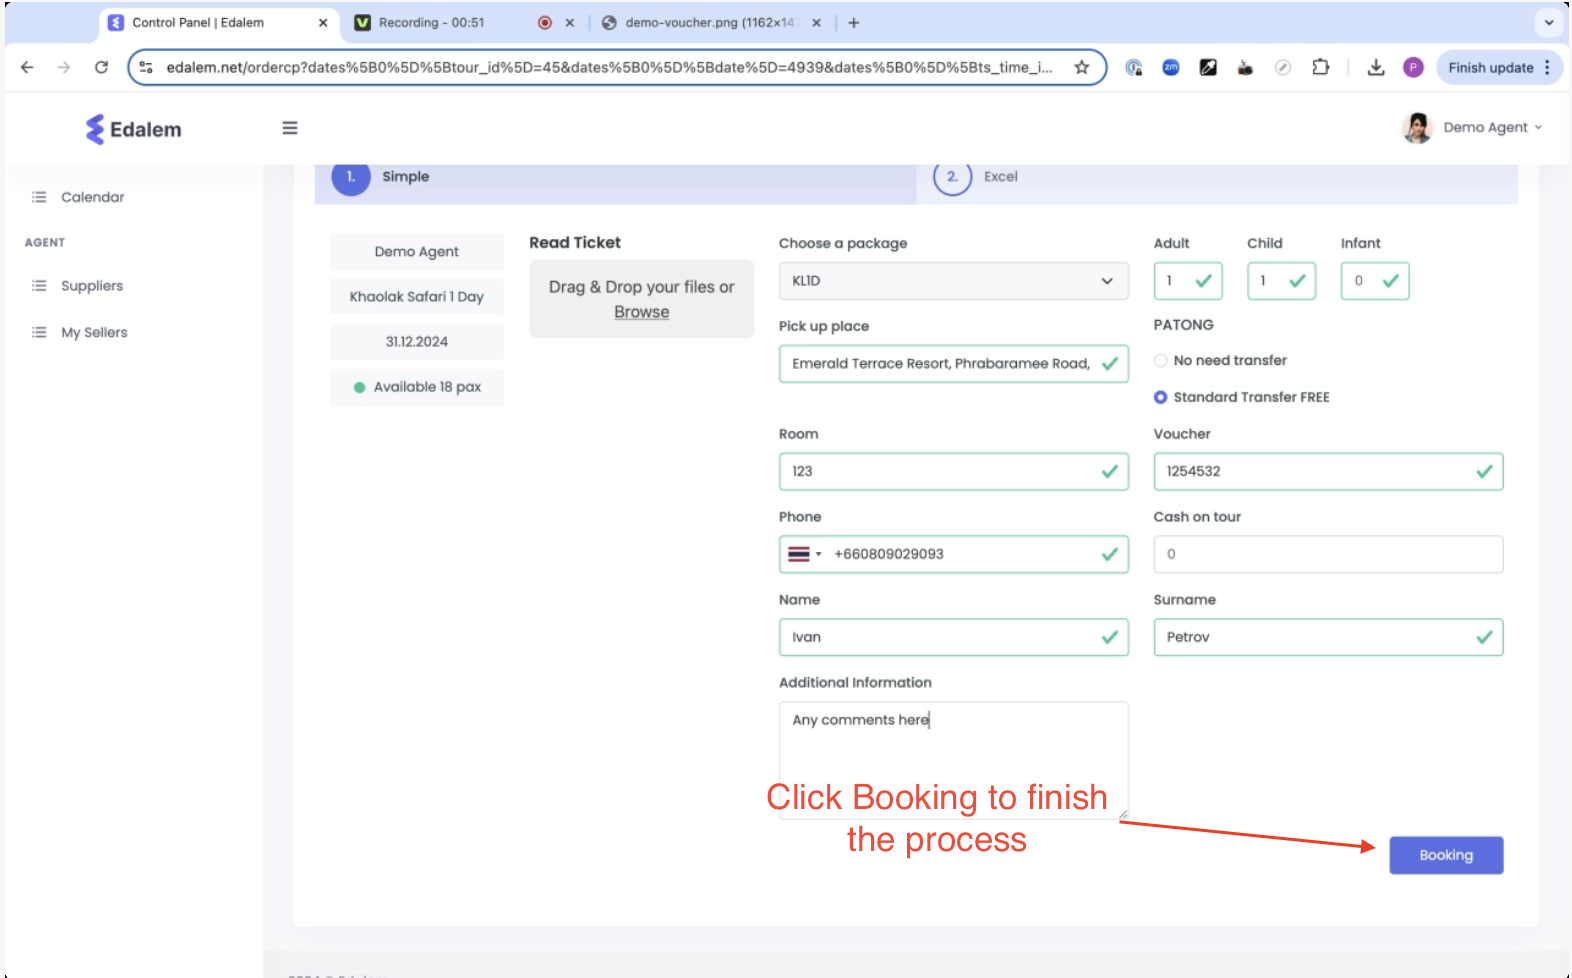 Control Panel | Edalem
Recording - 00:51
demo-voucher.png (1162×147
edalem.net/ordercp?dates%5B0%5D%5Btour_id%5D=45&dates%5B0%5D%5Bdate%5D=4939&dates%5B0%5D%5Bts_time_i...
zm
P
Finish update
Edalem
Demo Agent
1. Simple
2. Excel
Calendar
AGENT
Suppliers
My Sellers
Demo Agent
Khaolak Safari 1 Day
31.12.2024
Available 18 pax
Read Ticket
Drag & Drop your files or
Browse
Choose a package
KL1D
Adult
Child
Infant
1
1
0
Pick up place
Emerald Terrace Resort, Phrabaramee Road,
PATONG
No need transfer
Standard Transfer FREE
Room
123
Voucher
1254532
Phone
+660809029093
Cash on tour
0
Name
Ivan
Surname
Petrov
Additional Information
Any comments here
Click Booking to finish
the process
Booking